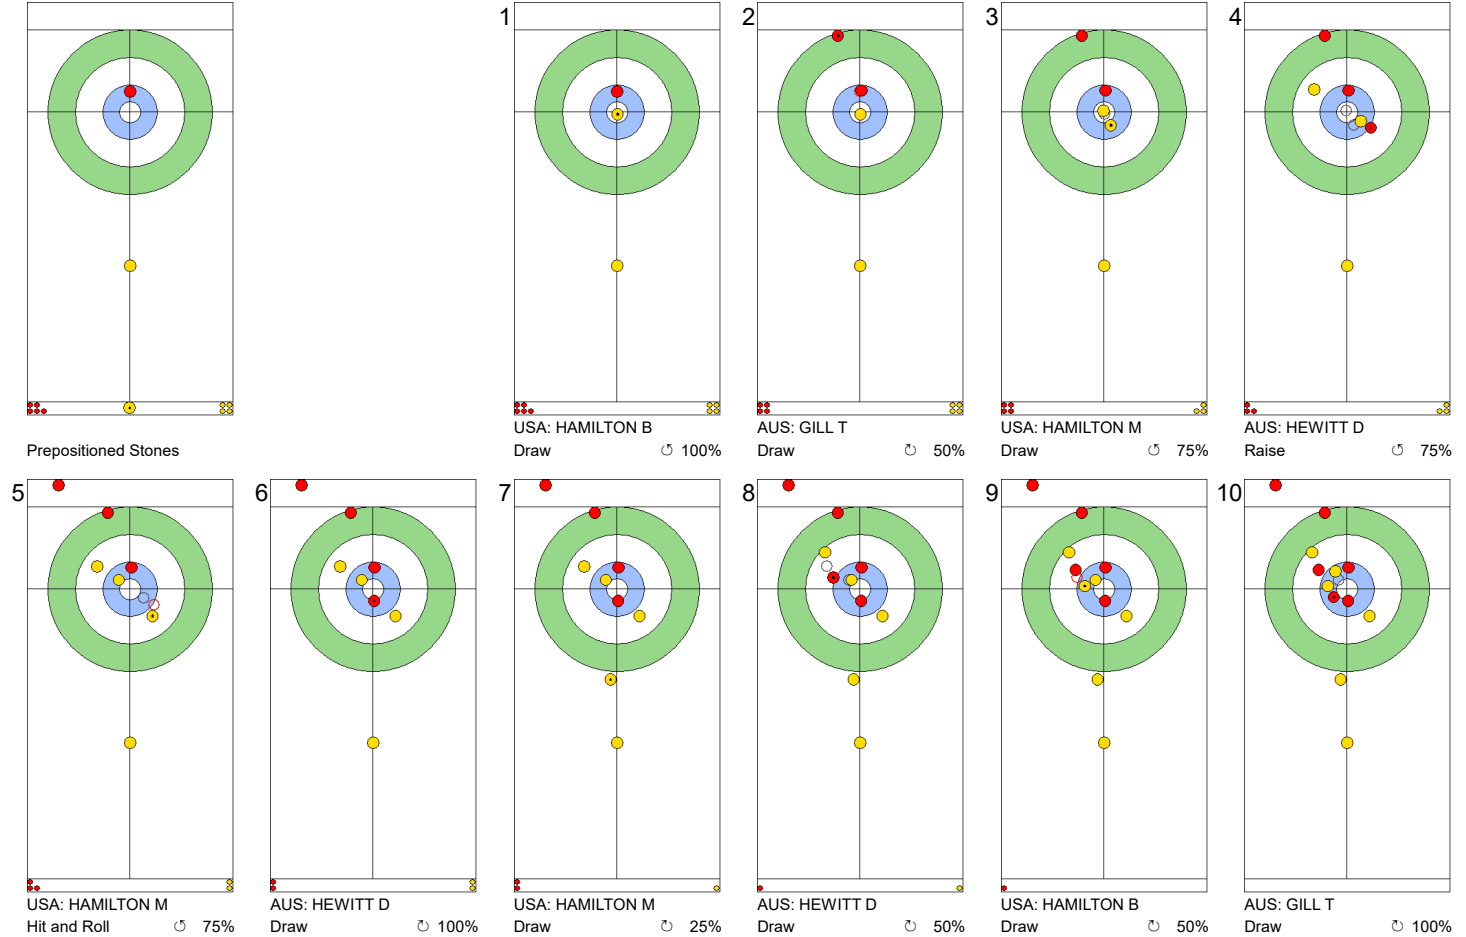 1
2
3
4
Prepositioned Stones
USA: HAMILTON B
Draw 100%
AUS: GILL T
Draw 50%
USA: HAMILTON M
Draw 75%
AUS: HEWITT D
Raise 75%
5
6
7
8
9
10
USA: HAMILTON M
Hit and Roll 75%
AUS: HEWITT D
Draw 100%
USA: HAMILTON M
Draw 25%
AUS: HEWITT D
Draw 50%
USA: HAMILTON B
Draw 50%
AUS: GILL T
Draw 100%